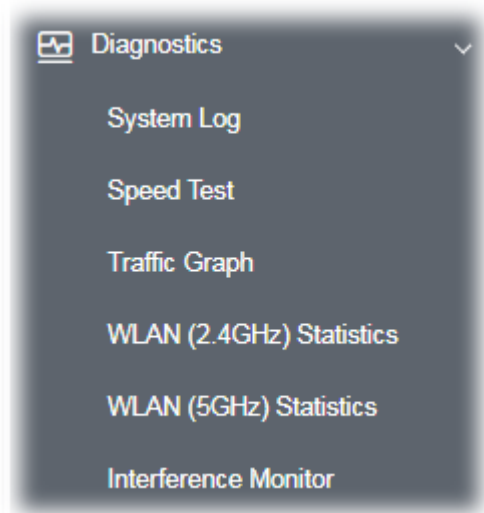 Diagnostics
System Log
Speed Test
Traffic Graph
WLAN (2.4GHz) Statistics
WLAN (5GHz) Statistics
Interference Monitor